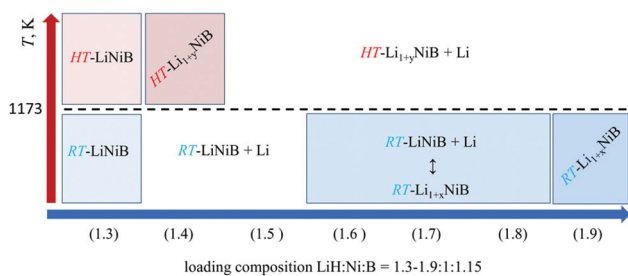 T, K
HT-LiNiB
HT-Li1+yNiB
HT-Li1+yNiB + Li
1173
RT-LiNiB
RT-LiNiB + Li
RT-LiNiB + Li
↕
RT-Li1+xNiB
RT-Li1+xNiB
(1.3) (1.4) (1.5 ) (1.6) (1.7) (1.8) (1.9)
loading composition LiH:Ni:B = 1.3-1.9:1:1.15